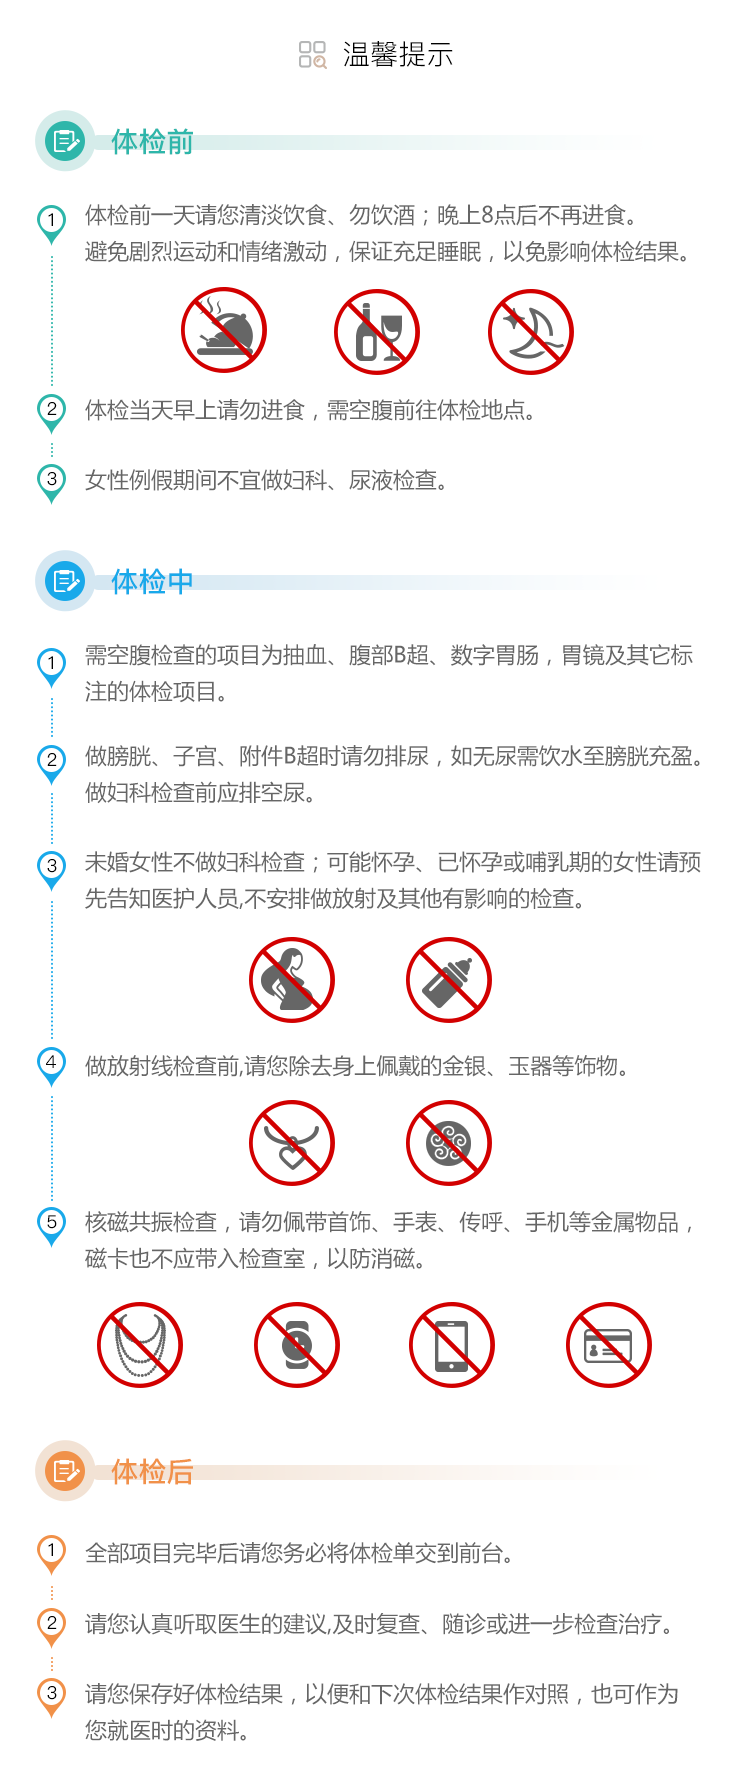 温馨提示
体检前
1
体检前一天请您清淡饮食、勿饮酒；晚上8点后不再进食。
避免剧烈运动和情绪激动，保证充足睡眠，以免影响体检结果。
2
体检当天早上请勿进食，需空腹前往体检地点。
3
女性例假期间不宜做妇科、尿液检查。
体检中
1
需空腹检查的项目为抽血、腹部B超、数字胃肠，胃镜及其它标
注的体检项目。
2
做膀胱、子宫、附件B超时请勿排尿，如无尿需饮水至膀胱充盈。
做妇科检查前应排空尿。
3
未婚女性不做妇科检查；可能怀孕、已怀孕或哺乳期的女性请预
先告知医护人员,不安排做放射及其他有影响的检查。
4
做放射线检查前,请您除去身上佩戴的金银、玉器等饰物。
5
核磁共振检查，请勿佩带首饰、手表、传呼、手机等金属物品，
磁卡也不应带入检查室，以防消磁。
体检后
1
全部项目完毕后请您务必将体检单交到前台。
2
请您认真听取医生的建议,及时复查、随诊或进一步检查治疗。
3
请您保存好体检结果，以便和下次体检结果作对照，也可作为
您就医时的资料。